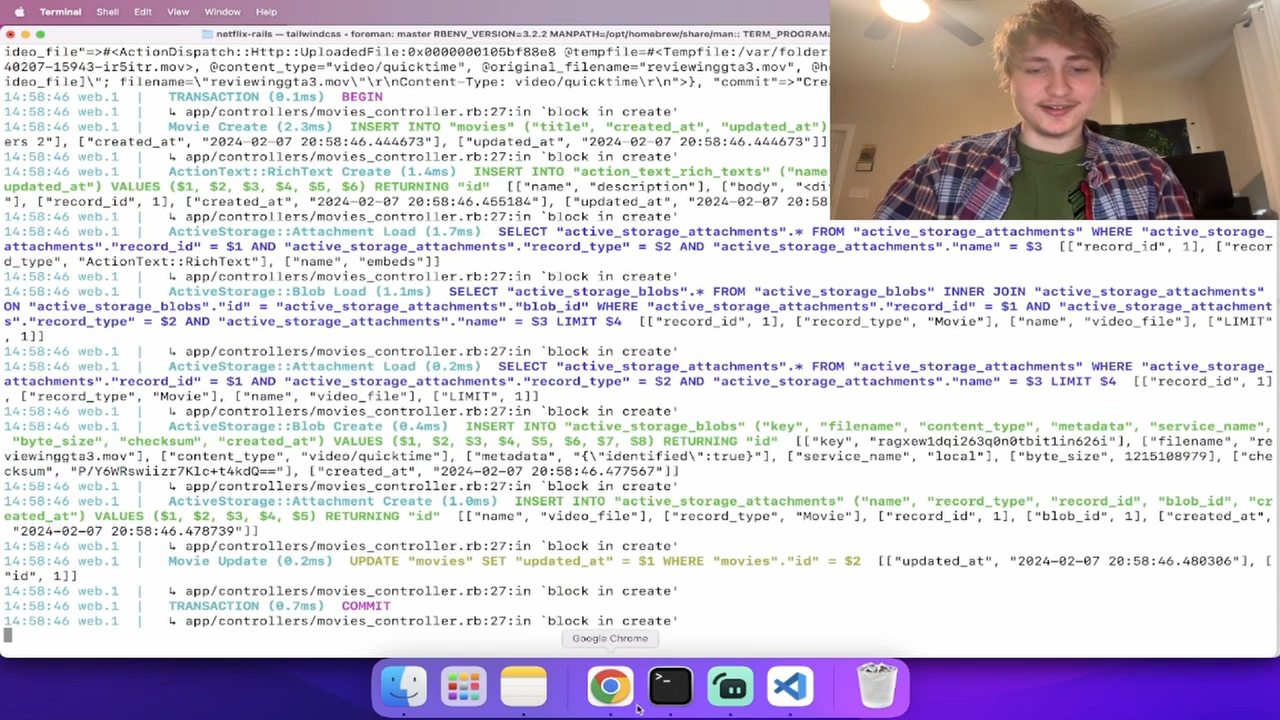 Terminal Shell Edit View Window Help
netflix-rails — tailwindcss ◂ foreman: master RBENV_VERSION=3.2.2 MANPATH=/opt/homebrew/share/man:: TERM_PROGRAM=
ideo_file"=>#<ActionDispatch::Http::UploadedFile:0x0000000105bf88e8 @tempfile=#<Tempfile:/var/folder
40207-15943-ir5itr.mov>, @content_type="video/quicktime", @original_filename="reviewinggta3.mov", @he
ideo_file]\"; filename=\"reviewinggta3.mov\"\r\nContent-Type: video/quicktime\r\n">}, "commit"=>"Crea
14:58:46 web.1 | TRANSACTION (0.1ms) BEGIN
14:58:46 web.1 | ↳ app/controllers/movies_controller.rb:27:in `block in create'
14:58:46 web.1 | Movie Create (2.3ms) INSERT INTO "movies" ("title", "created_at", "updated_at")
ers 2"], ["created_at", "2024-02-07 20:58:46.444673"], ["updated_at", "2024-02-07 20:58:46.444673"]]
14:58:46 web.1 | ↳ app/controllers/movies_controller.rb:27:in `block in create'
14:58:46 web.1 | ActionText::RichText Create (1.4ms) INSERT INTO "action_text_rich_texts" ("name
updated_at") VALUES ($1, $2, $3, $4, $5, $6) RETURNING "id" [["name", "description"], ["body", "<di
"], ["record_id", 1], ["created_at", "2024-02-07 20:58:46.455184"], ["updated_at", "2024-02-07 20:58
14:58:46 web.1 | ↳ app/controllers/movies_controller.rb:27:in `block in create'
14:58:46 web.1 | ActiveStorage::Attachment Load (1.7ms) SELECT "active_storage_attachments".* FROM "active_storage_attachments" WHERE "active_storage_
attachments"."record_id" = $1 AND "active_storage_attachments"."record_type" = $2 AND "active_storage_attachments"."name" = $3 [["record_id", 1], ["recor
d_type", "ActionText::RichText"], ["name", "embeds"]]
14:58:46 web.1 | ↳ app/controllers/movies_controller.rb:27:in `block in create'
14:58:46 web.1 | ActiveStorage::Blob Load (1.1ms) SELECT "active_storage_blobs".* FROM "active_storage_blobs" INNER JOIN "active_storage_attachments"
ON "active_storage_blobs"."id" = "active_storage_attachments"."blob_id" WHERE "active_storage_attachments"."record_id" = $1 AND "active_storage_attachment
s"."record_type" = $2 AND "active_storage_attachments"."name" = $3 LIMIT $4 [["record_id", 1], ["record_type", "Movie"], ["name", "video_file"], ["LIMIT"
, 1]]
14:58:46 web.1 | ↳ app/controllers/movies_controller.rb:27:in `block in create'
14:58:46 web.1 | ActiveStorage::Attachment Load (0.2ms) SELECT "active_storage_attachments".* FROM "active_storage_attachments" WHERE "active_storage_
attachments"."record_id" = $1 AND "active_storage_attachments"."record_type" = $2 AND "active_storage_attachments"."name" = $3 LIMIT $4 [["record_id", 1]
, ["record_type", "Movie"], ["name", "video_file"], ["LIMIT", 1]]
14:58:46 web.1 | ↳ app/controllers/movies_controller.rb:27:in `block in create'
14:58:46 web.1 | ActiveStorage::Blob Create (0.4ms) INSERT INTO "active_storage_blobs" ("key", "filename", "content_type", "metadata", "service_name",
"byte_size", "checksum", "created_at") VALUES ($1, $2, $3, $4, $5, $6, $7, $8) RETURNING "id" [["key", "ragxew1dqi263q0n0tbit1in626i"], ["filename", "re
viewinggta3.mov"], ["content_type", "video/quicktime"], ["metadata", "{\"identified\":true}"], ["service_name", "local"], ["byte_size", 1215108979], ["che
cksum", "P/Y6WRswiizr7Klc+t4kdQ=="], ["created_at", "2024-02-07 20:58:46.477567"]]
14:58:46 web.1 | ↳ app/controllers/movies_controller.rb:27:in `block in create'
14:58:46 web.1 | ActiveStorage::Attachment Create (1.0ms) INSERT INTO "active_storage_attachments" ("name", "record_type", "record_id", "blob_id", "cr
eated_at") VALUES ($1, $2, $3, $4, $5) RETURNING "id" [["name", "video_file"], ["record_type", "Movie"], ["record_id", 1], ["blob_id", 1], ["created_at",
"2024-02-07 20:58:46.478739"]]
14:58:46 web.1 | ↳ app/controllers/movies_controller.rb:27:in `block in create'
14:58:46 web.1 | Movie Update (0.2ms) UPDATE "movies" SET "updated_at" = $1 WHERE "movies"."id" = $2 [["updated_at", "2024-02-07 20:58:46.480306"], [
"id", 1]]
14:58:46 web.1 | ↳ app/controllers/movies_controller.rb:27:in `block in create'
14:58:46 web.1 | TRANSACTION (0.7ms) COMMIT
14:58:46 web.1 | ↳ app/controllers/movies_controller.rb:27:in `block in create'
Google Chrome